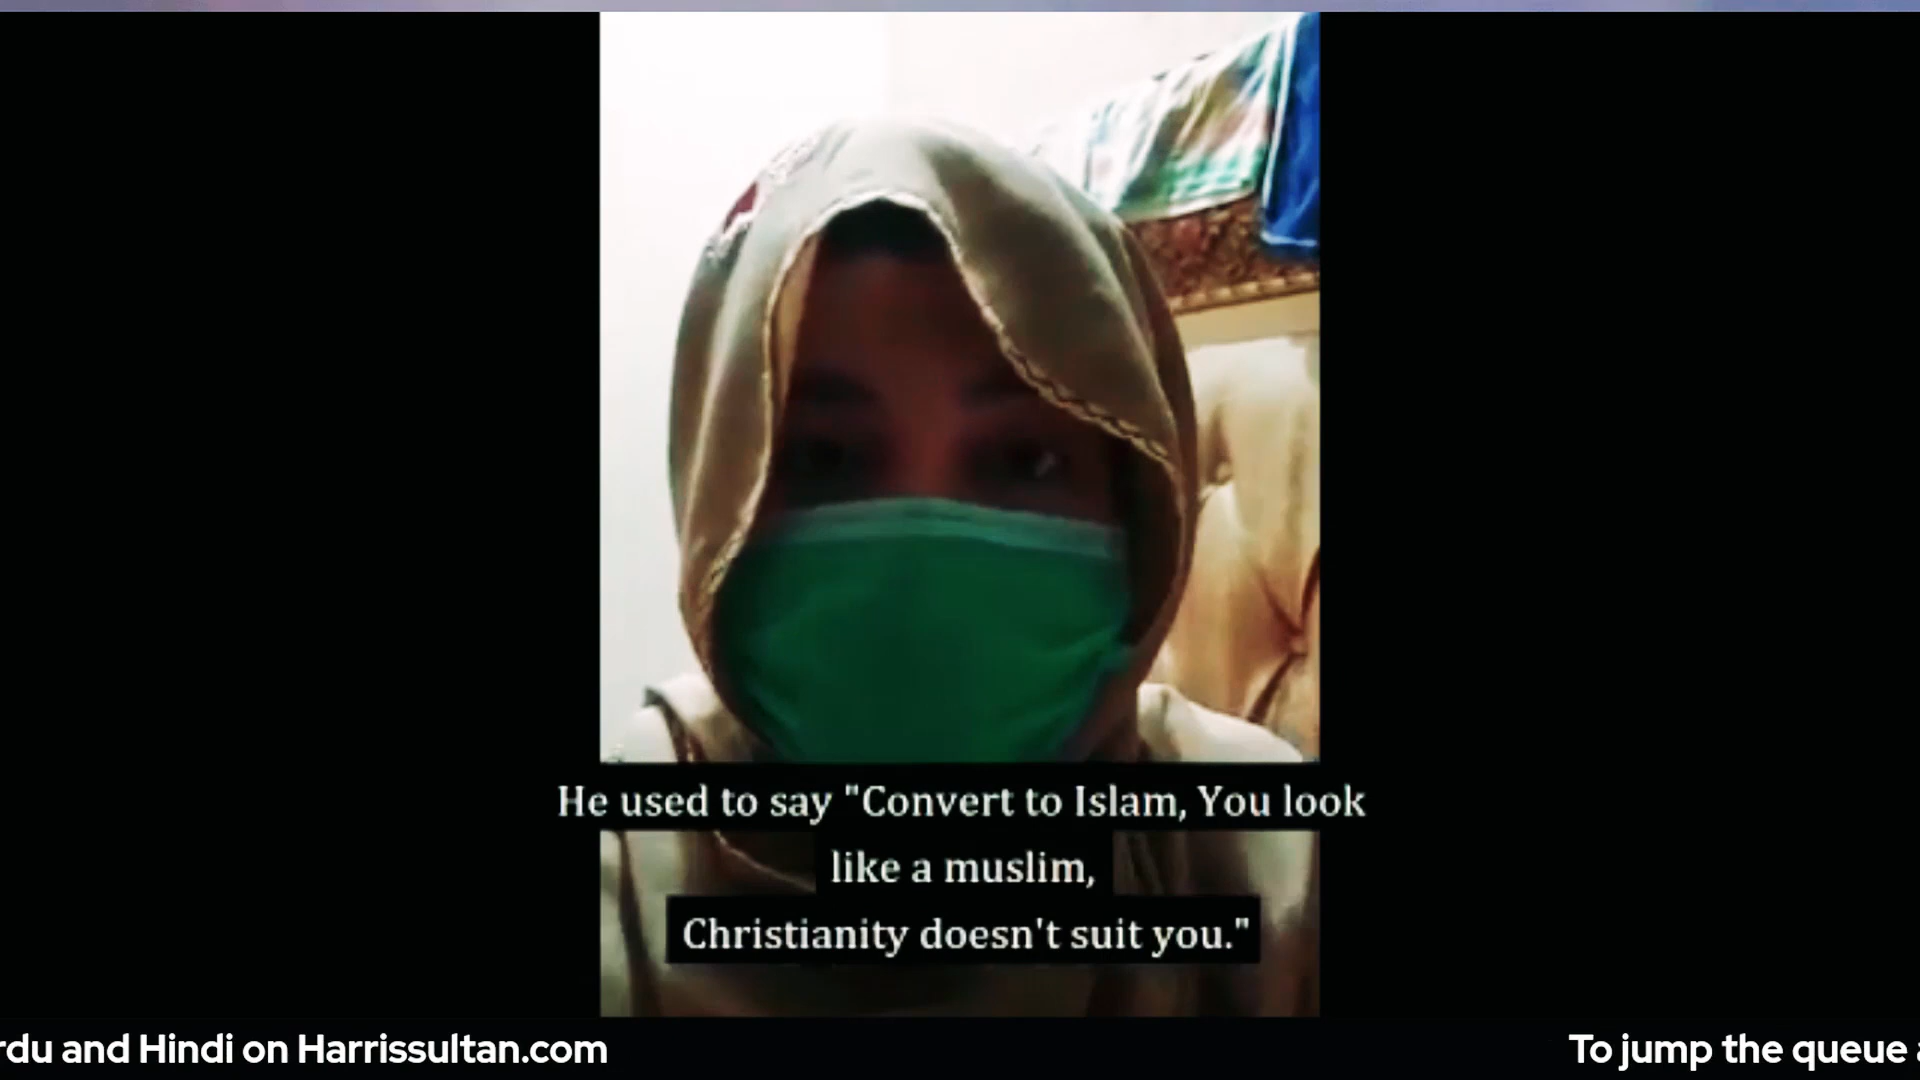 He used to say "Convert to Islam, You look
like a muslim,
Christianity doesn't suit you."
rdu and Hindi on Harrissultan.com
To jump the queue